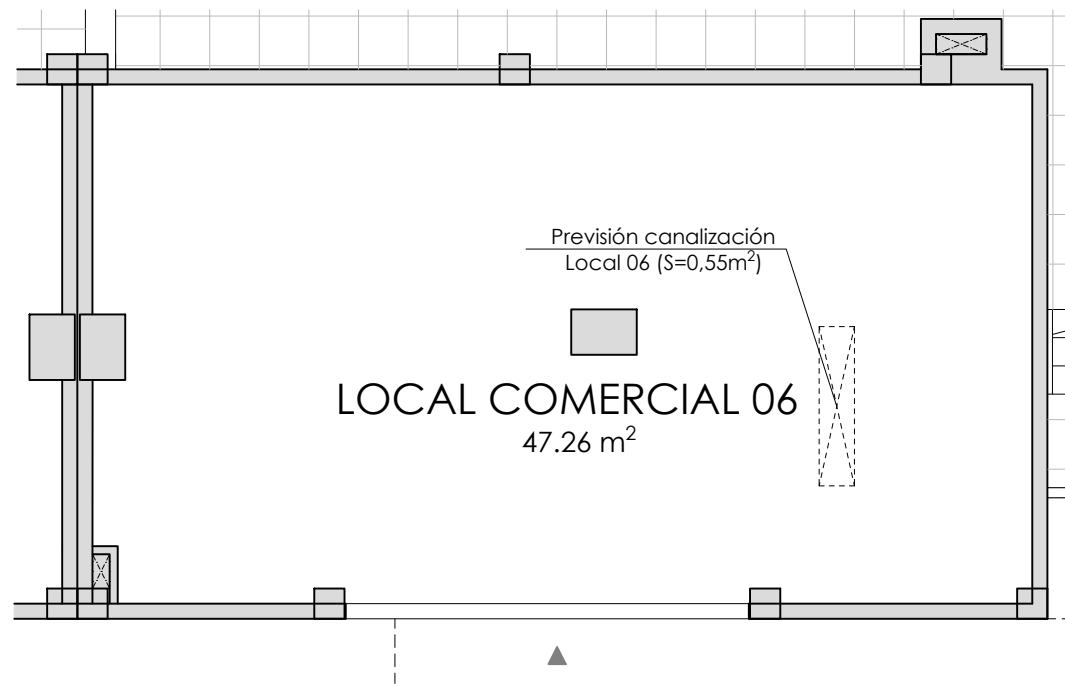 Previsión canalización
Local 06 (S=0,55m²)
LOCAL COMERCIAL 06
47.26 m²